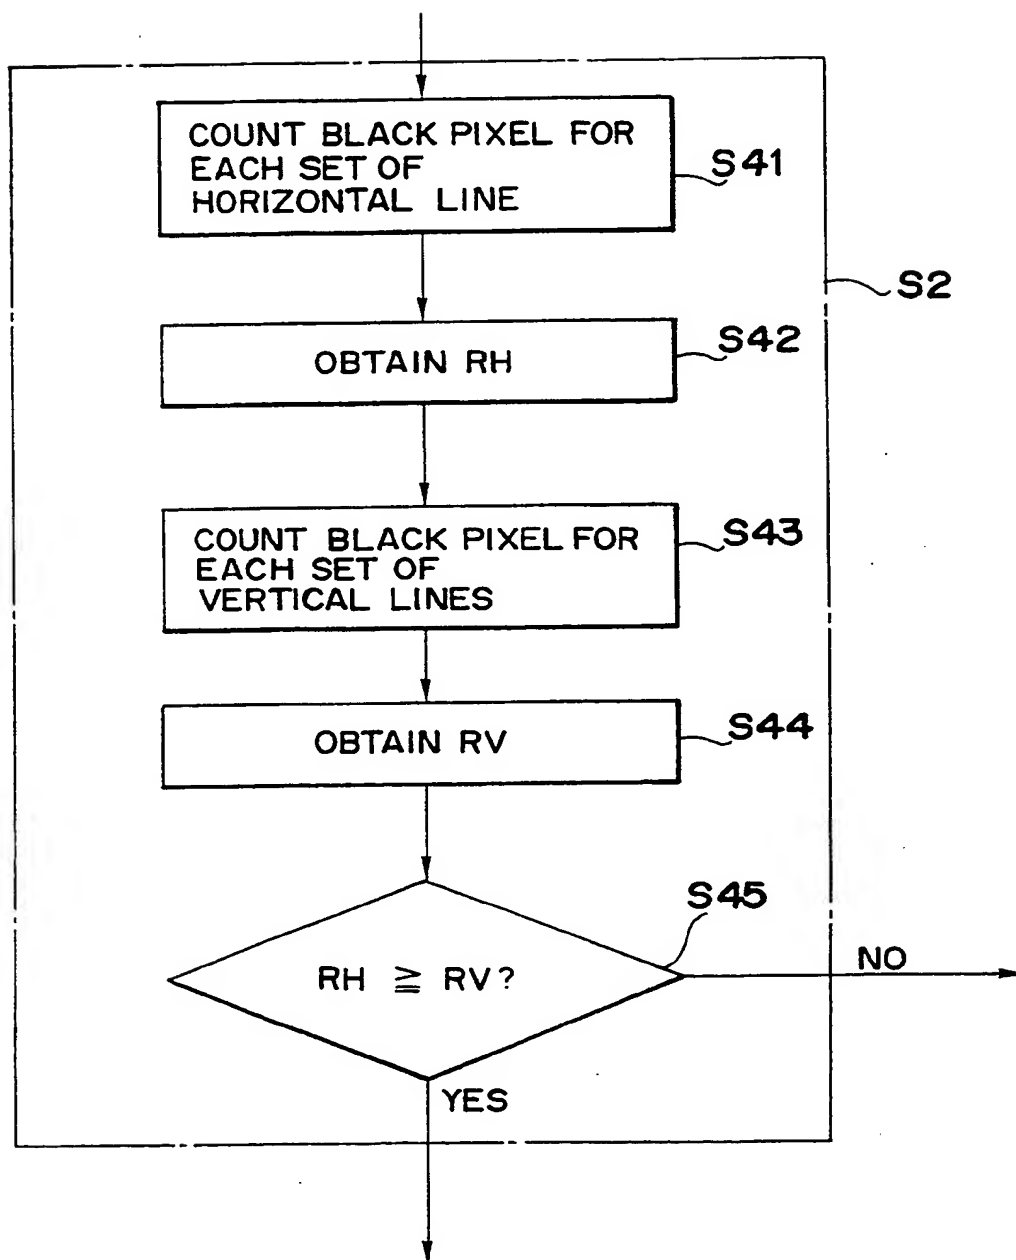 COUNT BLACK PIXEL FOR
EACH SET OF
HORIZONTAL LINE
S41
S2
OBTAIN RH
S42
COUNT BLACK PIXEL FOR
EACH SET OF
VERTICAL LINES
S43
OBTAIN RV
S44
S45
RH ≧ RV?
NO
YES